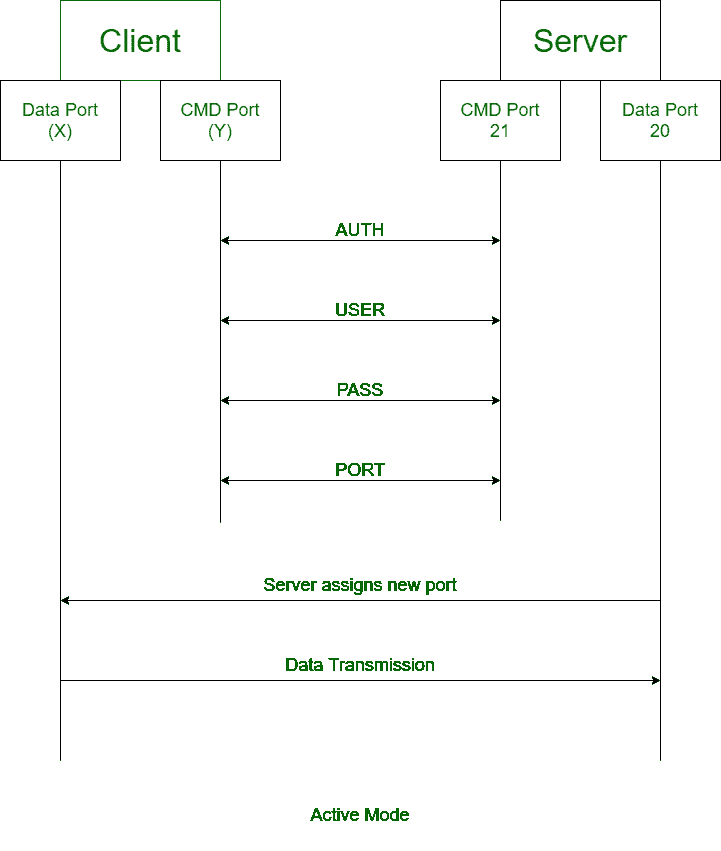 Client
Server
Data Port
(X)
CMD Port
(Y)
CMD Port
21
Data Port
20
AUTH
USER
PASS
PORT
Server assigns new port
Data Transmission
Active Mode